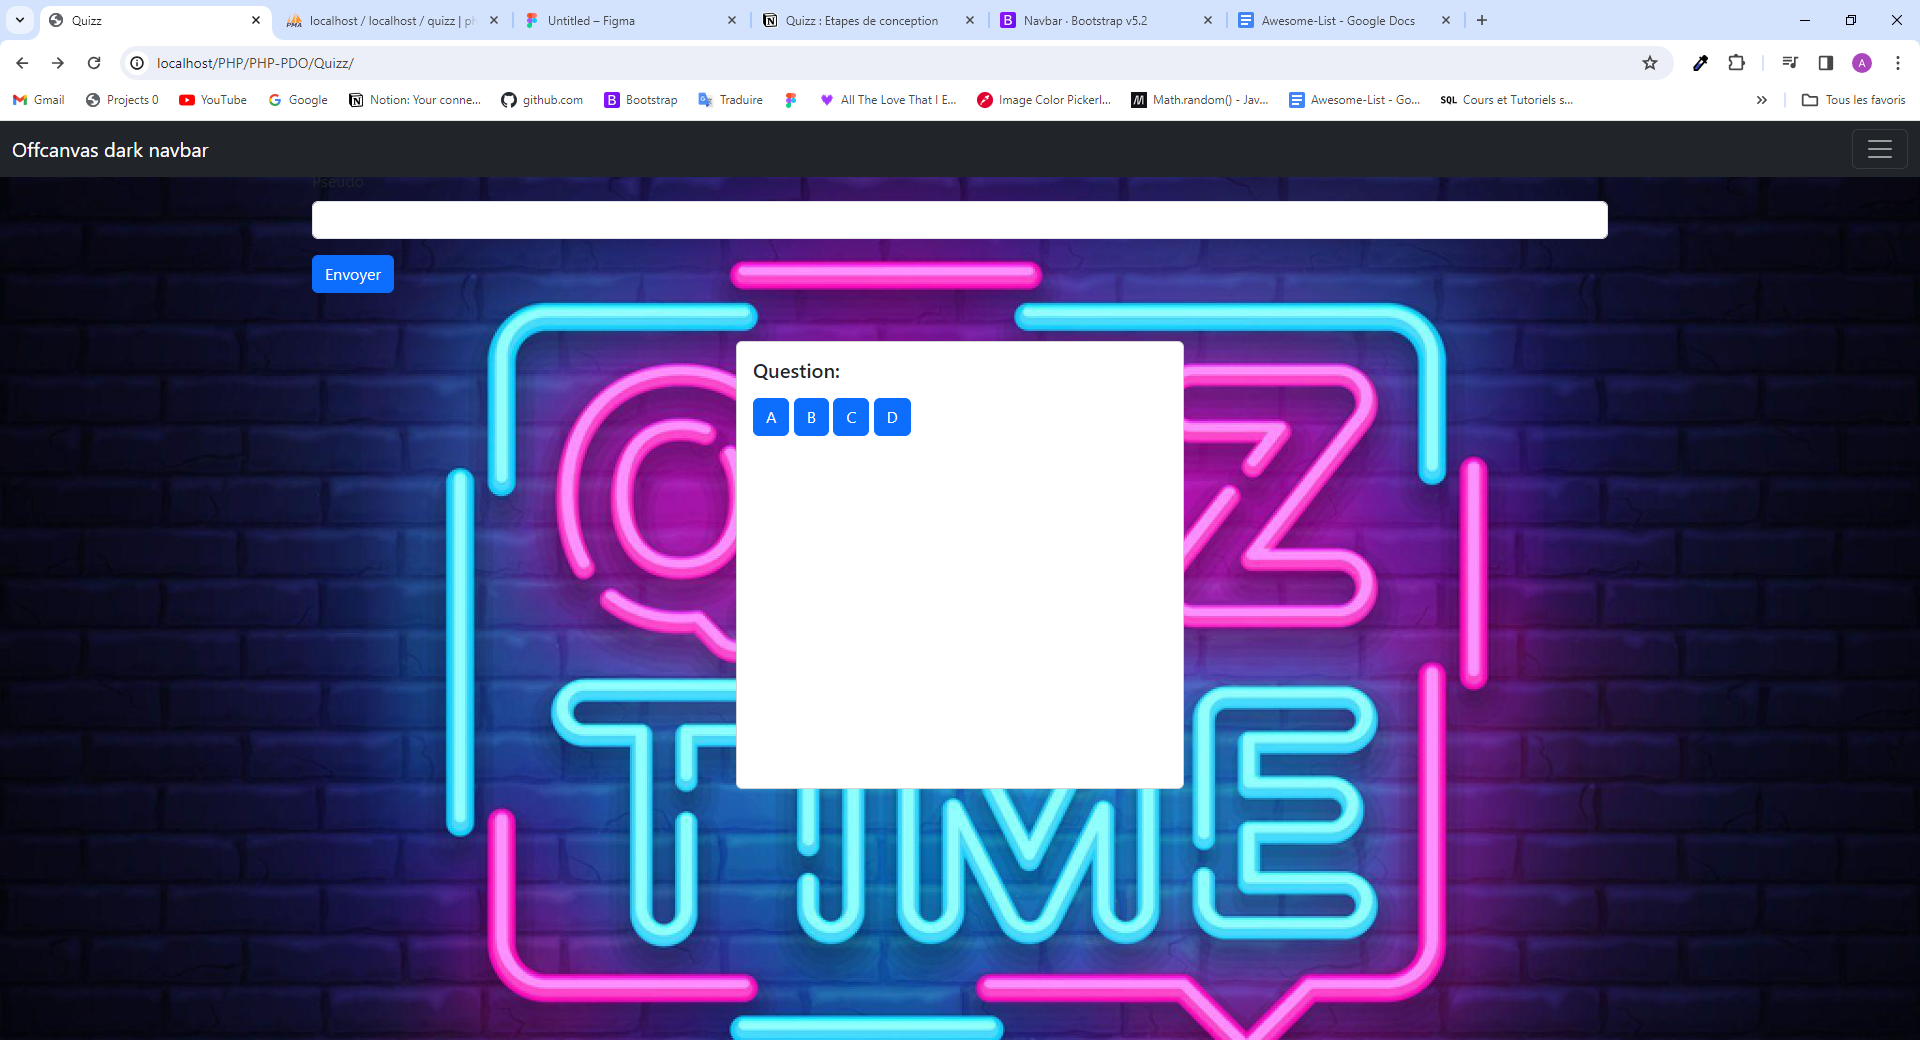 Quizz
localhost / localhost / quizz | ph
Untitled – Figma
Quizz : Etapes de conception
Navbar · Bootstrap v5.2
Awesome-List - Google Docs
localhost/PHP/PHP-PDO/Quizz/
A
Gmail
Projects 0
YouTube
Google
Notion: Your conne...
github.com
Bootstrap
Traduire
All The Love That I E...
Image Color PickerI...
Math.random() - Jav...
Awesome-List - Go...
SQL Cours et Tutoriels s...
Tous les favoris
Offcanvas dark navbar
Pseudo
Envoyer
Question:
A B C D
Q Z
TIME